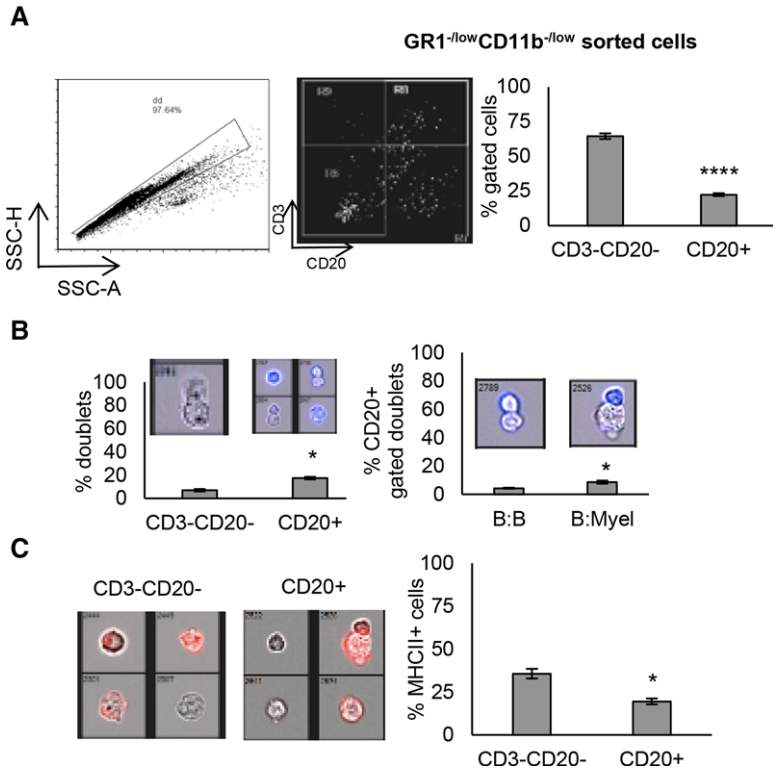 A
GR1-/lowCD11b-/low sorted cells
dd
97.64%
SSC-H
SSC-A
CD3
CD20
% gated cells
100
75
50
25
0
****
CD3-CD20-
CD20+
B
% doublets
100
80
60
40
20
0
*
CD3-CD20-
CD20+
% CD20+
gated doublets
100
80
60
40
20
0
2789
2526
*
B:B
B:Myel
C
CD3-CD20-
CD20+
2444
2445
% MHCII+ cells
100
75
50
25
0
*
CD3-CD20-
CD20+